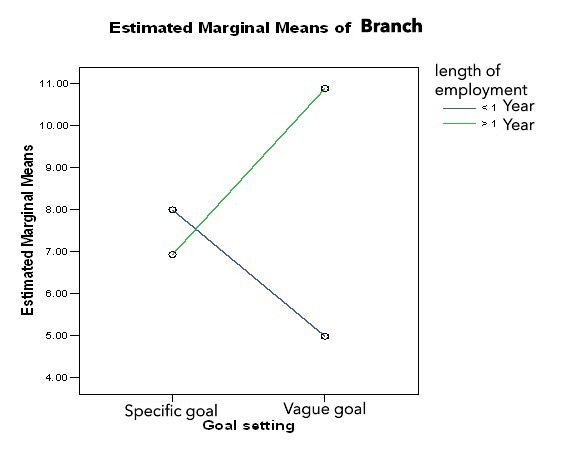 Estimated Marginal Means of Branch
length of
employment
< 1 Year
> 1 Year
Estimated Marginal Means
11.00
10.00
9.00
8.00
7.00
6.00
5.00
4.00
Specific goal
Vague goal
Goal setting